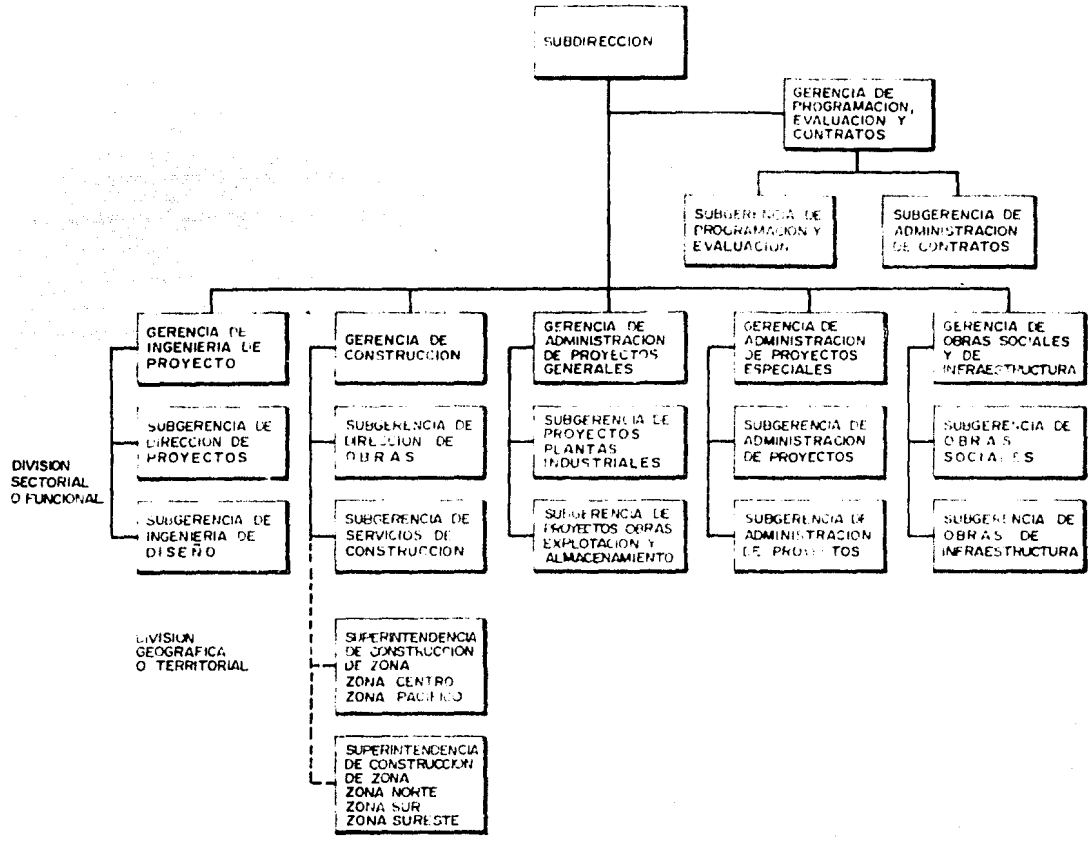 SUBDIRECCION
GERENCIA DE
PROGRAMACION,
EVALUACION Y
CONTRATOS
SUBGERENCIA DE
PROGRAMACION Y
EVALUACION
SUBGERENCIA DE
ADMINISTRACION
DE CONTRATOS
GERENCIA DE
INGENIERIA DE
PROYECTO
GERENCIA DE
CONSTRUCCION
GERENCIA DE
ADMINISTRACION
DE PROYECTOS
GENERALES
GERENCIA DE
ADMINISTRACION
DE PROYECTOS
ESPECIALES
GERENCIA DE
OBRAS SOCIALES
Y DE
INFRAESTRUCTURA
SUBGERENCIA DE
DIRECCION DE
PROYECTOS
SUBGERENCIA DE
DIRECCION DE
OBRAS
SUBGERENCIA DE
PROYECTOS
PLANTAS
INDUSTRIALES
SUBGERENCIA DE
ADMINISTRACION
DE PROYECTOS
SUBGERENCIA DE
OBRAS
SOCIALES
DIVISION
SECTORIAL
O FUNCIONAL
SUBGERENCIA DE
INGENIERIA DE
DISEÑO
SUBGERENCIA DE
SERVICIOS DE
CONSTRUCCION
SUBGERENCIA DE
PROYECTOS OBRAS
EXPLOTACION Y
ALMACENAMIENTO
SUBGERENCIA DE
ADMINISTRACION
DE PROYECTOS
SUBGERENCIA DE
OBRAS DE
INFRAESTRUCTURA
DIVISION
GEOGRAFICA
O TERRITORIAL
SUPERINTENDENCIA
DE CONSTRUCCION
DE ZONA
ZONA CENTRO
ZONA PACIFICO
SUPERINTENDENCIA
DE CONSTRUCCION
DE ZONA
ZONA NORTE
ZONA SUR
ZONA SURESTE